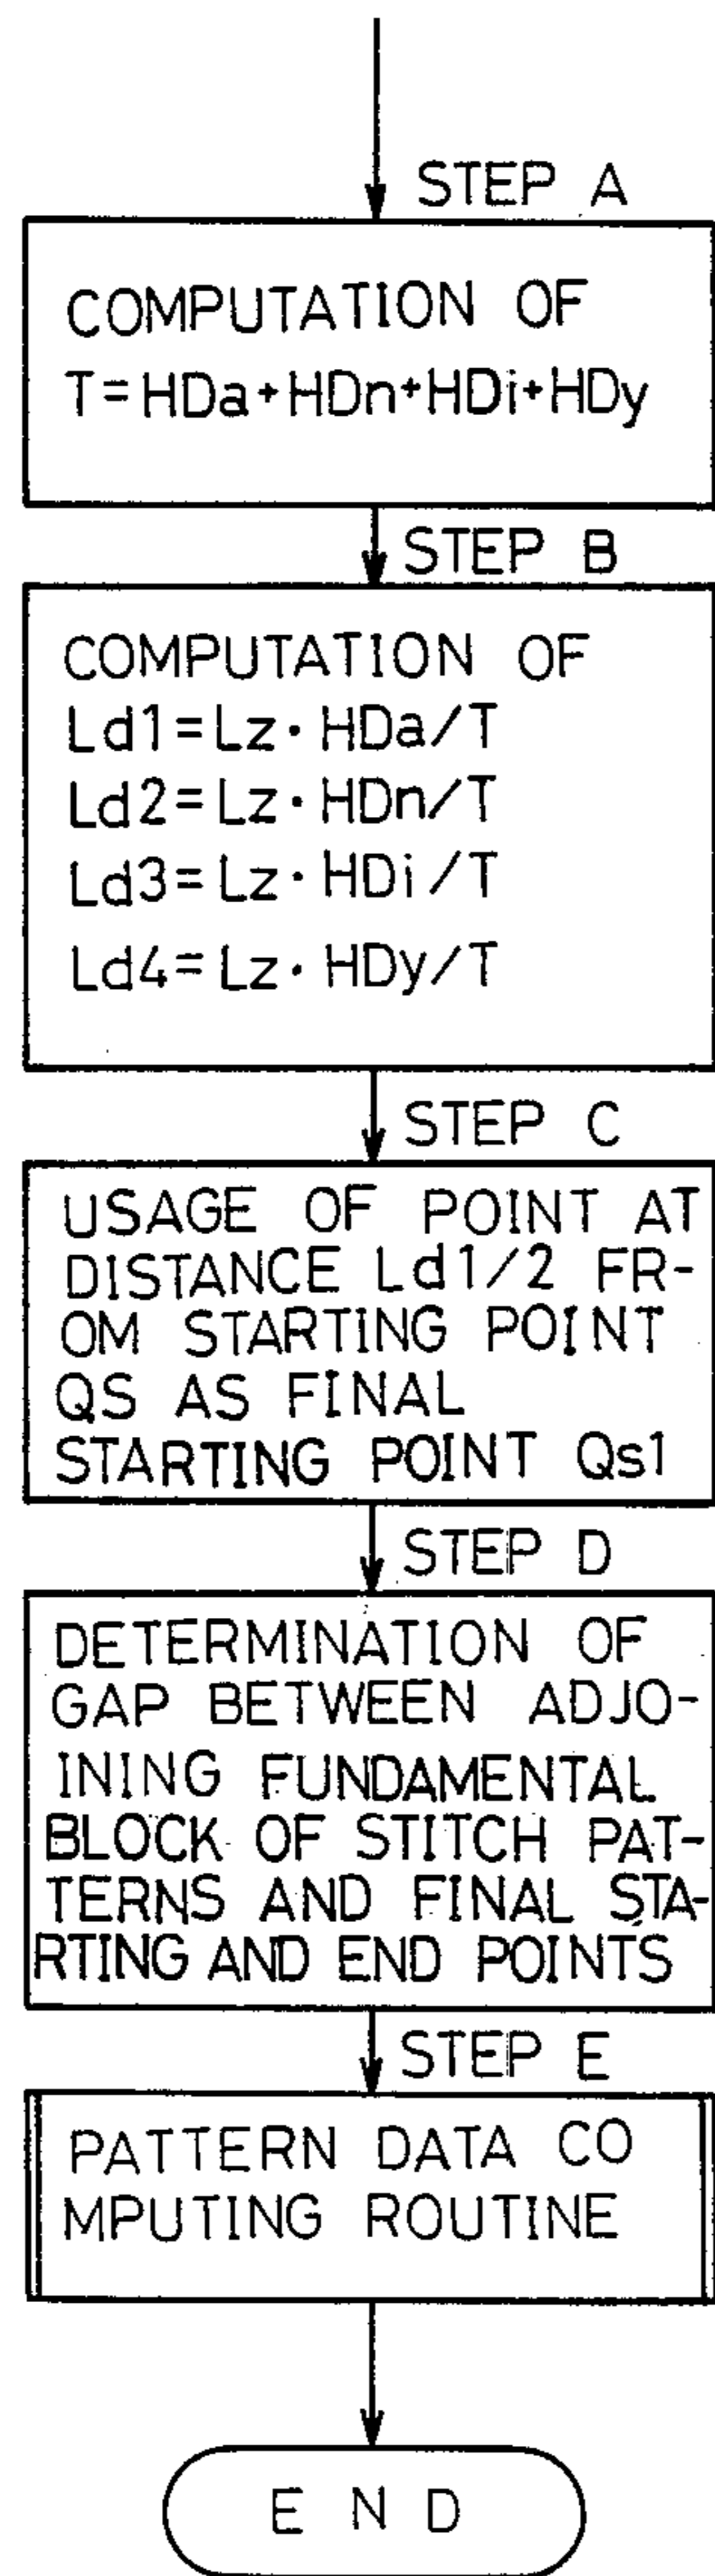 STEP A
COMPUTATION OF
T=HDa+HDn+HDi+HDy
STEP B
COMPUTATION OF
Ld1=Lz·HDa/T
Ld2=Lz·HDn/T
Ld3=Lz·HDi/T
Ld4=Lz·HDy/T
STEP C
USAGE OF POINT AT
DISTANCE Ld1/2 FR-
OM STARTING POINT
QS AS FINAL
STARTING POINT Qs1
STEP D
DETERMINATION OF
GAP BETWEEN ADJO-
INING FUNDAMENTAL
BLOCK OF STITCH PAT-
TERNS AND FINAL STA-
RTING AND END POINTS
STEP E
PATTERN DATA CO
MPUTING ROUTINE
END